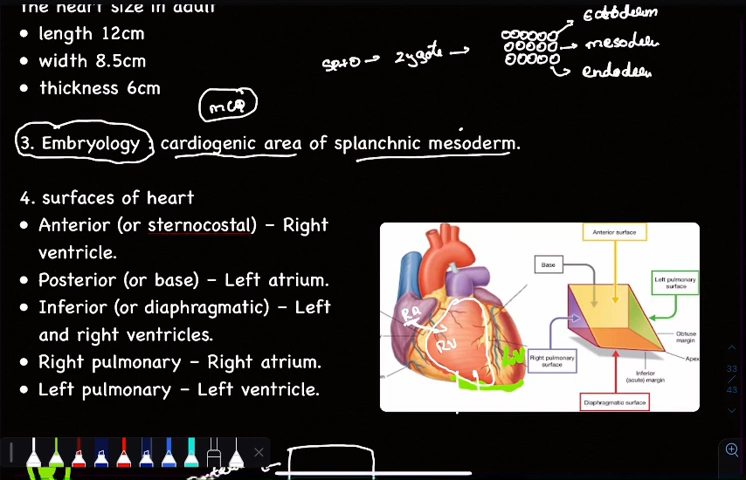 The heart size in adult
• length 12cm
• width 8.5cm
• thickness 6cm
zygote
Ectoderm
mesoderm
endoderm
MCQ
3. Embryology : cardiogenic area of splanchnic mesoderm.
4. surfaces of heart
• Anterior (or sternocostal) – Right
ventricle.
• Posterior (or base) – Left atrium.
• Inferior (or diaphragmatic) – Left
and right ventricles.
• Right pulmonary – Right atrium.
• Left pulmonary – Left ventricle.
RA
RV
LV
Anterior surface
Base
Left pulmonary
surface
Obtuse
margin
Apex
Right pulmonary
surface
Inferior
(acute) margin
Diaphragmatic surface
33
/
43